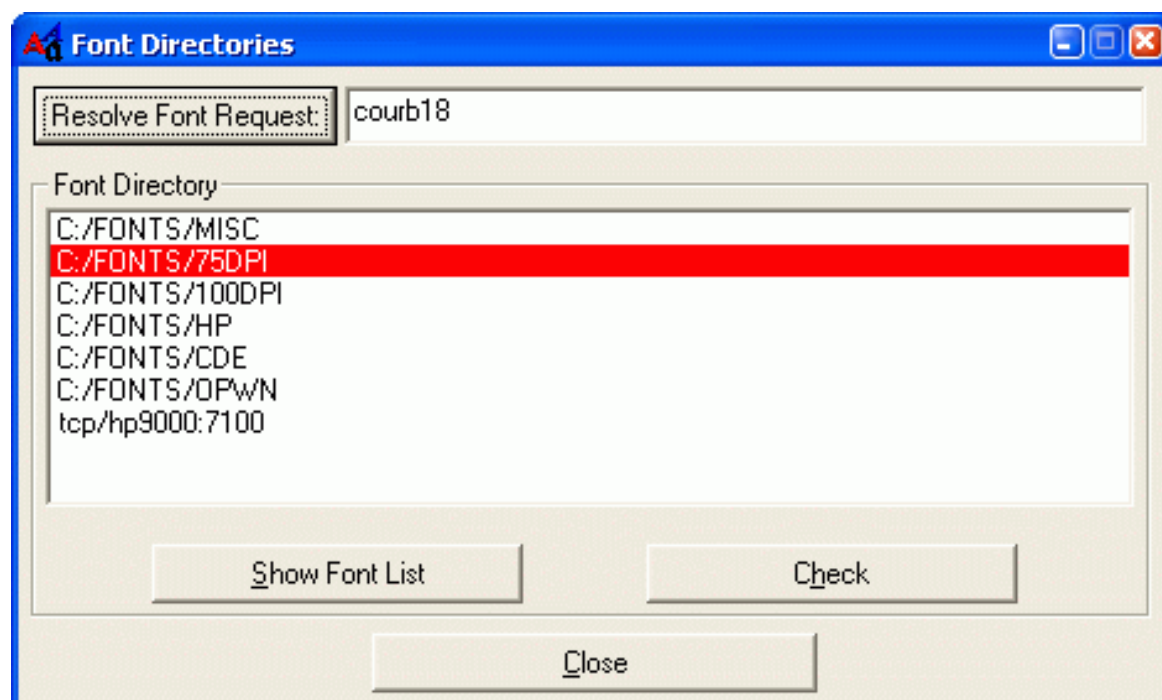 Font Directories
Resolve Font Request: courb18
Font Directory
C:/FONTS/MISC
C:/FONTS/75DPI
C:/FONTS/100DPI
C:/FONTS/HP
C:/FONTS/CDE
C:/FONTS/OPWN
tcp/hp9000:7100
Show Font List Check
Close